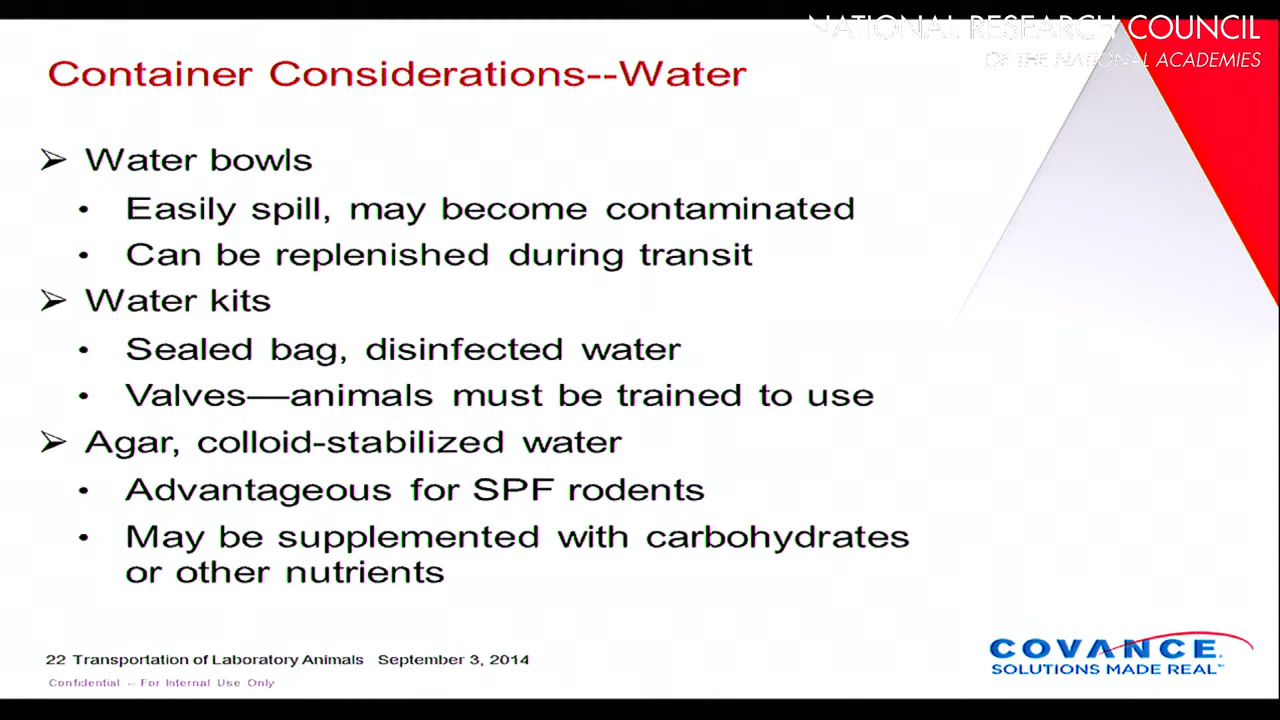 NATIONAL RESEARCH COUNCIL
OF THE NATIONAL ACADEMIES
Container Considerations--Water
➢ Water bowls
• Easily spill, may become contaminated
• Can be replenished during transit
➢ Water kits
• Sealed bag, disinfected water
• Valves—animals must be trained to use
➢ Agar, colloid-stabilized water
• Advantageous for SPF rodents
• May be supplemented with carbohydrates
or other nutrients
22 Transportation of Laboratory Animals September 3, 2014
Confidential – For Internal Use Only
COVANCE
SOLUTIONS MADE REAL℠